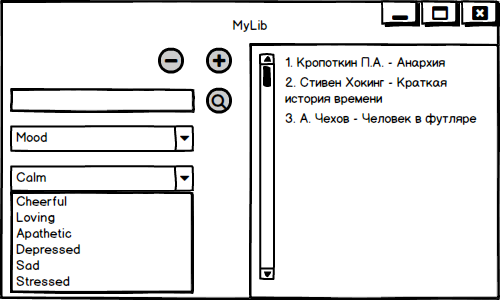 MyLib
Mood
Calm
Cheerful
Loving
Apathetic
Depressed
Sad
Stressed
1. Кропоткин П.А. - Анархия
2. Стивен Хокинг - Краткая
история времени
3. А. Чехов - Человек в футляре